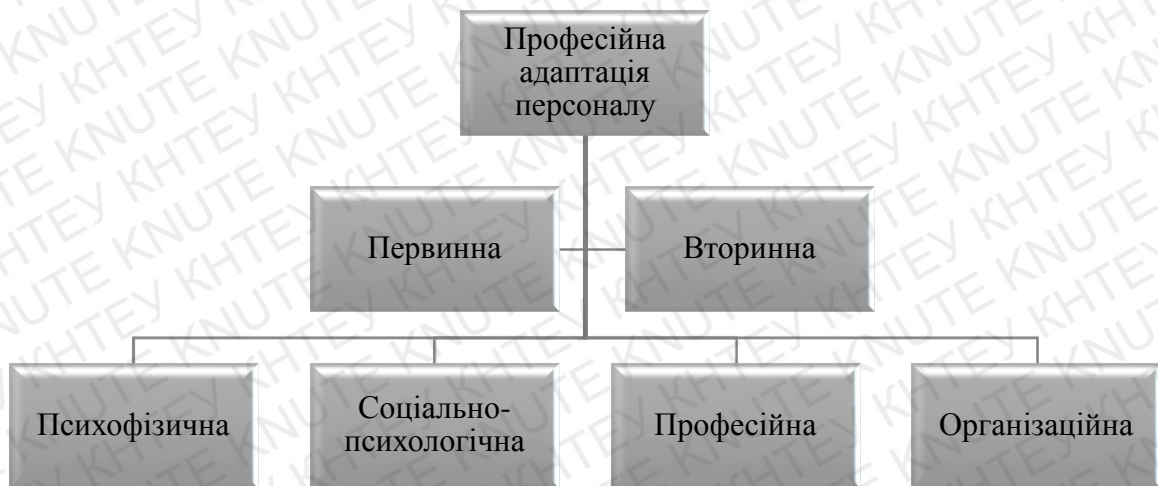 Професійна
адаптація
персоналу
Первинна
Вторинна
Психофізична
Соціально-
психологічна
Професійна
Організаційна